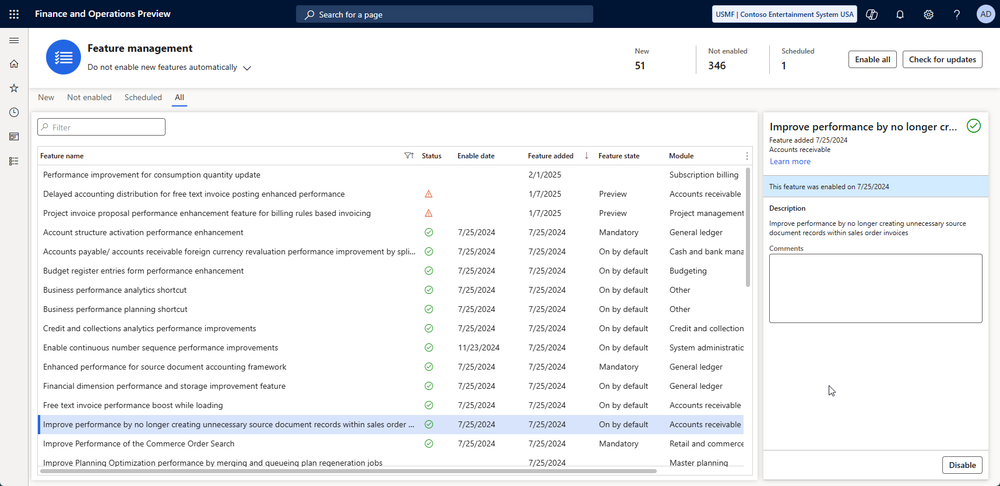 Finance and Operations Preview
Search for a page
USMF | Contoso Entertainment System USA
AD
Feature management
Do not enable new features automatically
New
51
Not enabled
346
Scheduled
1
Enable all
Check for updates
New Not enabled Scheduled All
Filter
Feature name Status Enable date Feature added Feature state Module
Performance improvement for consumption quantity update 2/1/2025 Subscription billing
Delayed accounting distribution for free text invoice posting enhanced performance 1/7/2025 Preview Accounts receivable
Project invoice proposal performance enhancement feature for billing rules based invoicing 1/7/2025 Preview Project management
Account structure activation performance enhancement 7/25/2024 7/25/2024 Mandatory General ledger
Accounts payable/ accounts receivable foreign currency revaluation performance improvement by spli... 7/25/2024 7/25/2024 On by default Cash and bank mana
Budget register entries form performance enhancement 7/25/2024 7/25/2024 On by default Budgeting
Business performance analytics shortcut 7/25/2024 7/25/2024 On by default Other
Business performance planning shortcut 7/25/2024 7/25/2024 On by default Other
Credit and collections analytics performance improvements 7/25/2024 7/25/2024 On by default Credit and collection
Enable continuous number sequence performance improvements 11/23/2024 7/25/2024 On by default System administratio
Enhanced performance for source document accounting framework 7/25/2024 7/25/2024 Mandatory General ledger
Financial dimension performance and storage improvement feature 7/25/2024 7/25/2024 On by default General ledger
Free text invoice performance boost while loading 7/25/2024 7/25/2024 On by default Accounts receivable
Improve performance by no longer creating unnecessary source document records within sales order ... 7/25/2024 7/25/2024 On by default Accounts receivable
Improve Performance of the Commerce Order Search 7/25/2024 7/25/2024 Mandatory Retail and commerce
Improve Planning Optimization performance by merging and queueing plan regeneration jobs 7/25/2024 Master planning
Improve performance by no longer cr...
Feature added 7/25/2024
Accounts receivable
Learn more
This feature was enabled on 7/25/2024
Description
Improve performance by no longer creating unnecessary source
document records within sales order invoices
Comments
Disable